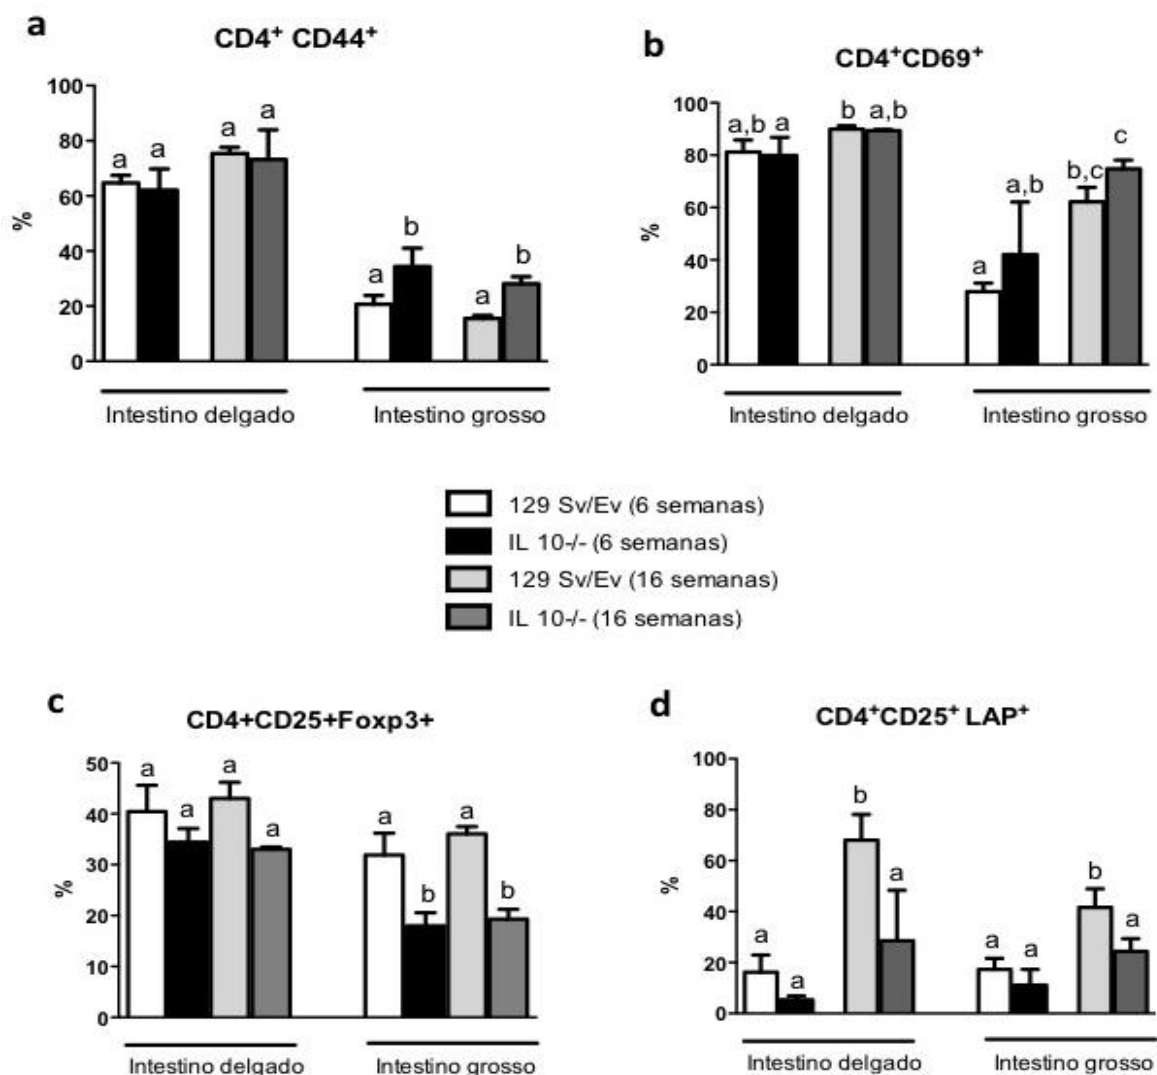 a
CD4⁺ CD44⁺
100
80
60
40
20
0
%
a a a a a b a b
Intestino delgado Intestino grosso
b
CD4⁺CD69⁺
100
80
60
40
20
0
%
a,b a b a,b a a,b b,c c
Intestino delgado Intestino grosso
129 Sv/Ev (6 semanas)
IL 10-/- (6 semanas)
129 Sv/Ev (16 semanas)
IL 10-/- (16 semanas)
c
CD4+CD25+Foxp3+
50
40
30
20
10
0
%
a a a a a b a b
Intestino delgado Intestino grosso
d
CD4⁺CD25⁺ LAP⁺
100
80
60
40
20
0
%
a a b a a a b a
Intestino delgado Intestino grosso